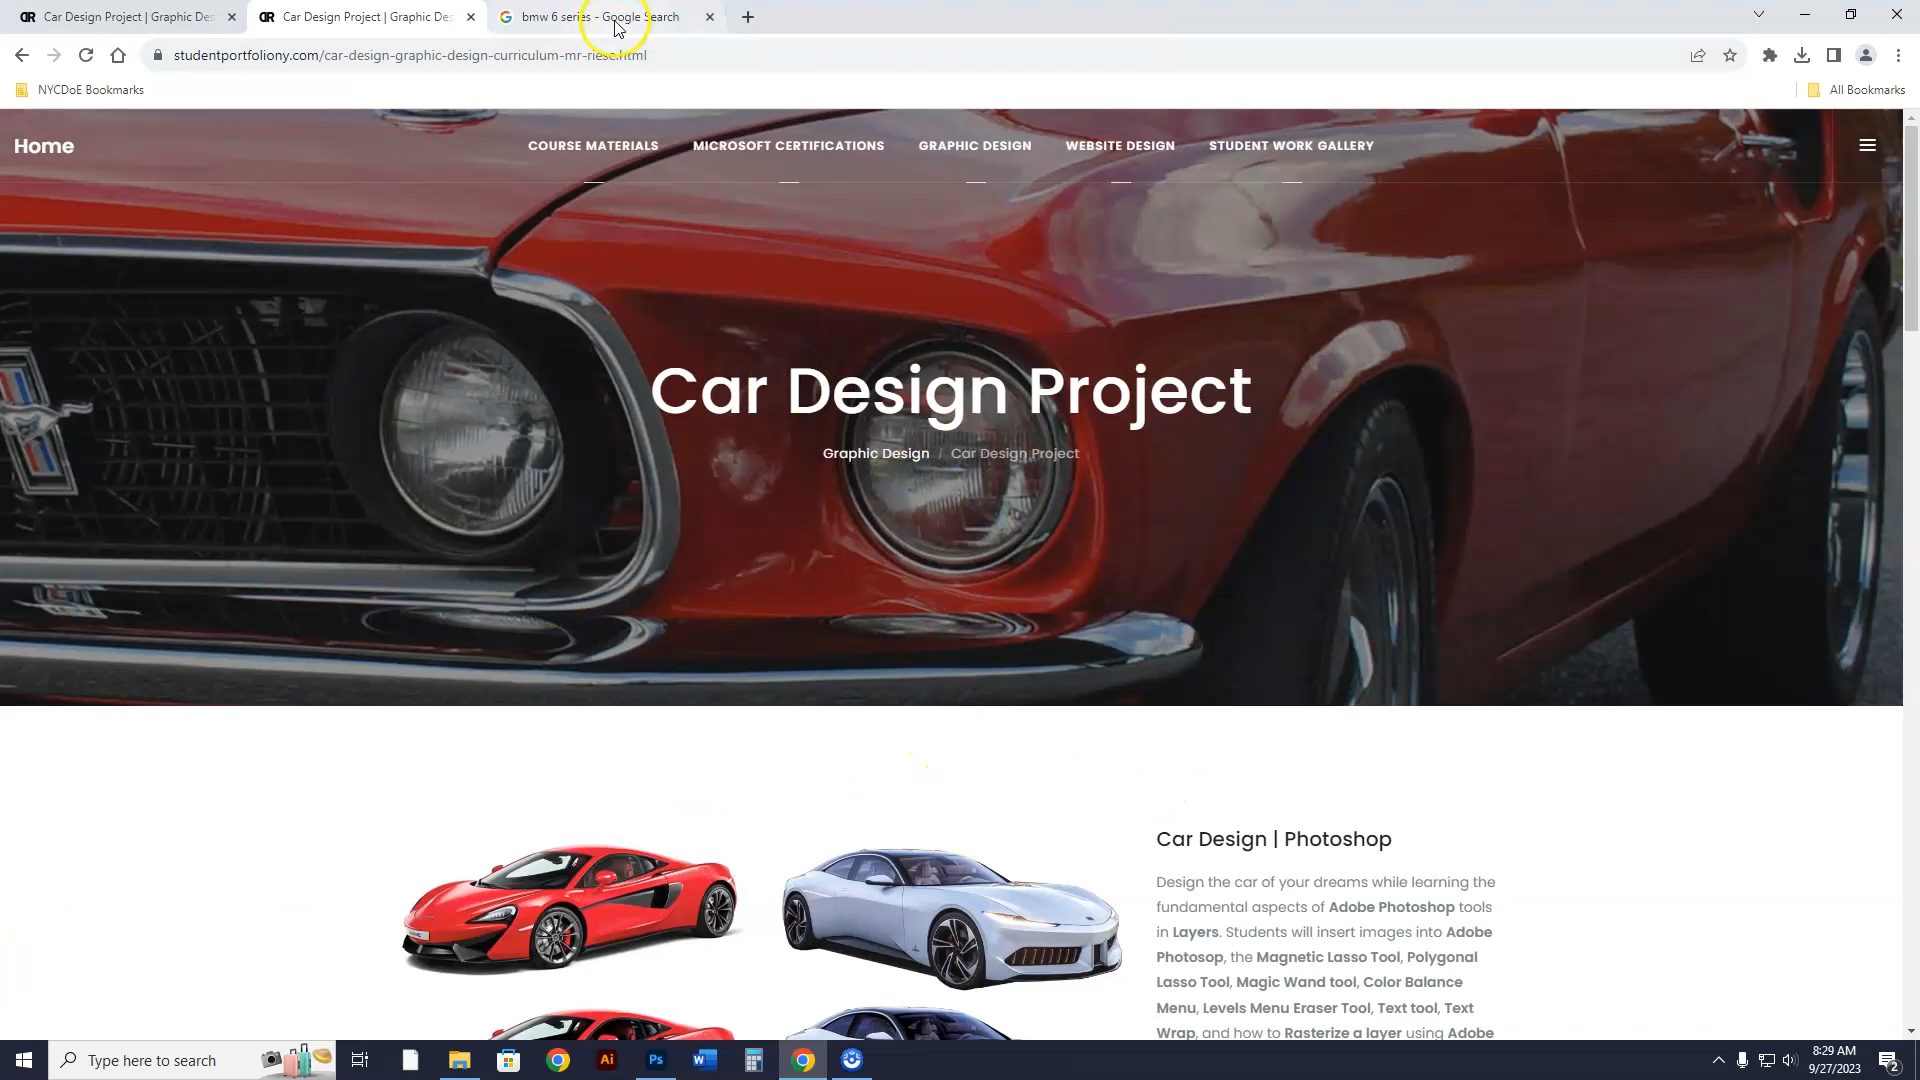 Car Design Project | Graphic Des
Car Design Project | Graphic Des
bmw 6 series - Google Search
studentportfoliony.com/car-design-graphic-design-curriculum-mr-riesc.html
NYCDoE Bookmarks
All Bookmarks
Home
COURSE MATERIALS
MICROSOFT CERTIFICATIONS
GRAPHIC DESIGN
WEBSITE DESIGN
STUDENT WORK GALLERY
Car Design Project
Graphic Design / Car Design Project
Car Design | Photoshop
Design the car of your dreams while learning the
fundamental aspects of Adobe Photoshop tools
in Layers. Students will insert images into Adobe
Photosop, the Magnetic Lasso Tool, Polygonal
Lasso Tool, Magic Wand tool, Color Balance
Menu, Levels Menu Eraser Tool, Text tool, Text
Wrap, and how to Rasterize a layer using Adobe
Type here to search
Ai
Ps
W
8:29 AM
9/27/2023
2